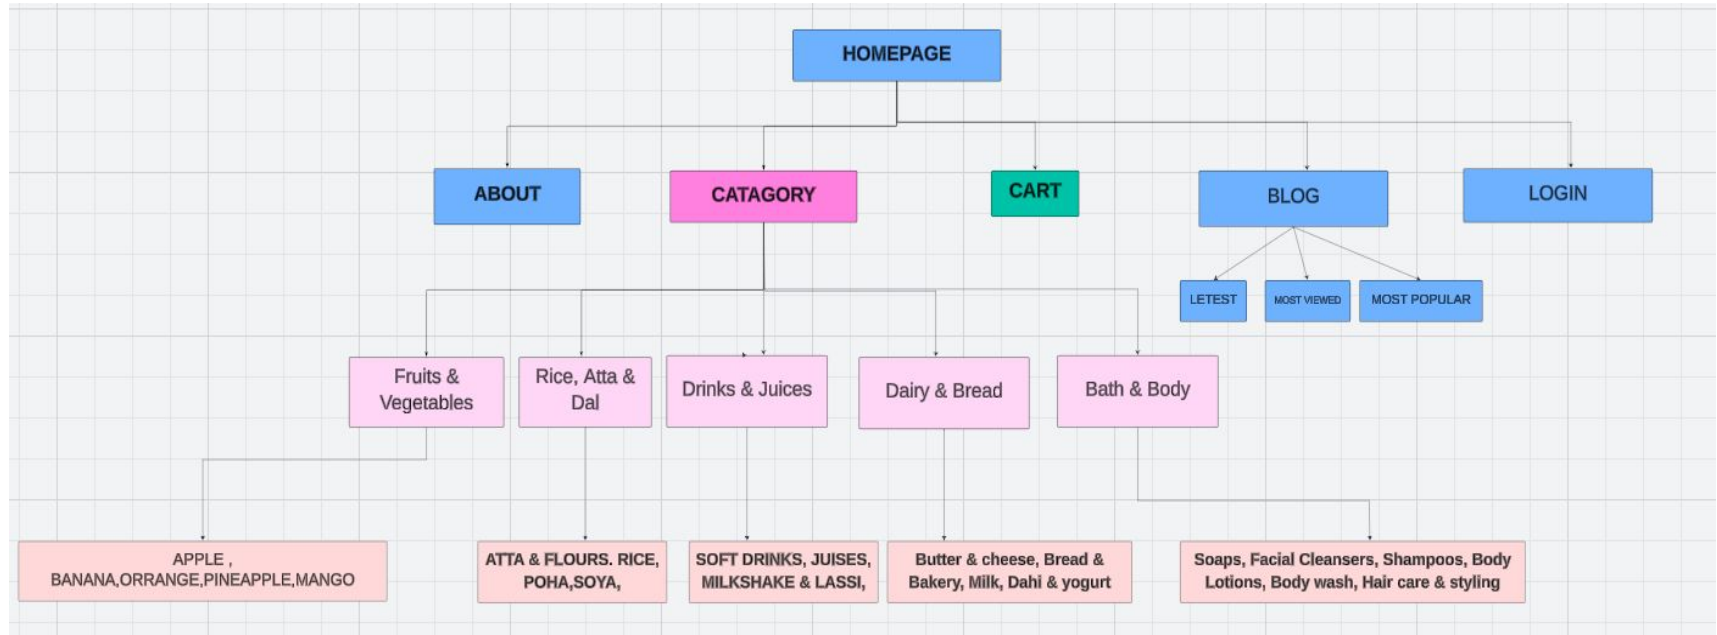 HOMEPAGE
ABOUT
CATAGORY
CART
BLOG
LOGIN
LETEST
MOST VIEWED
MOST POPULAR
Fruits &
Vegetables
Rice, Atta &
Dal
Drinks & Juices
Dairy & Bread
Bath & Body
APPLE ,
BANANA,ORRANGE,PINEAPPLE,MANGO
ATTA & FLOURS. RICE,
POHA,SOYA,
SOFT DRINKS, JUISES,
MILKSHAKE & LASSI,
Butter & cheese, Bread &
Bakery, Milk, Dahi & yogurt
Soaps, Facial Cleansers, Shampoos, Body
Lotions, Body wash, Hair care & styling